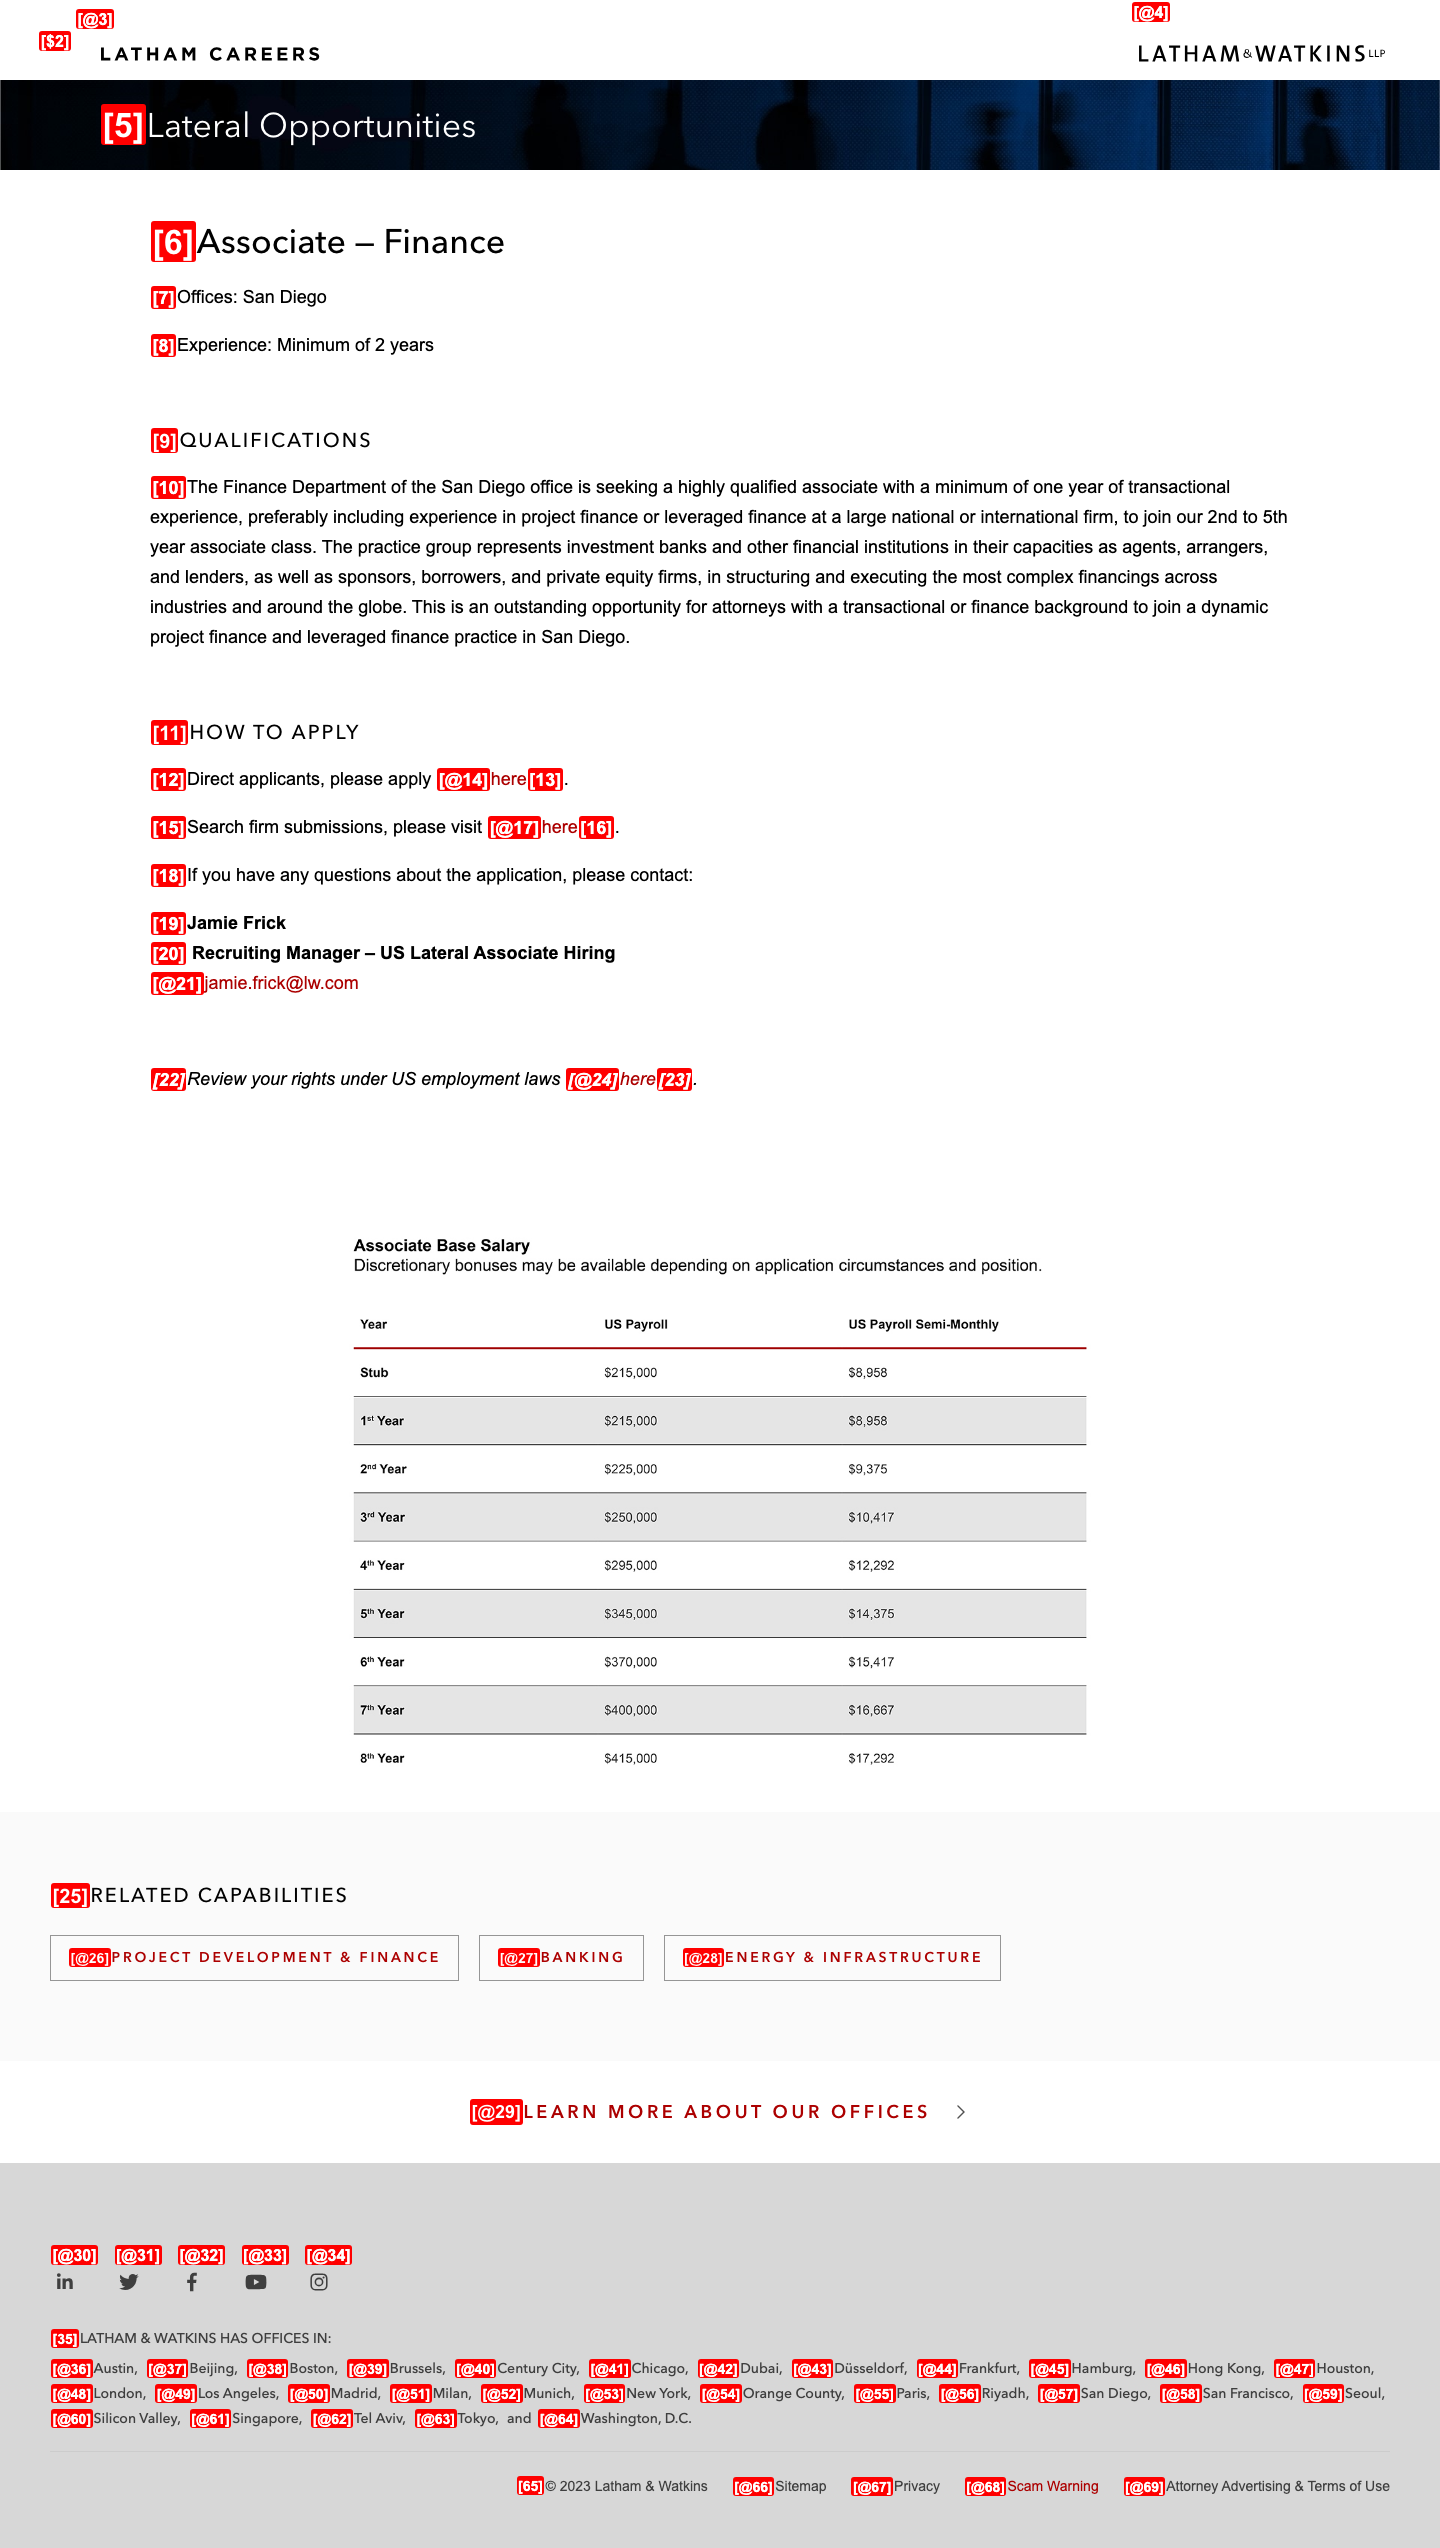 [@3]
[@4]
[$2]
LATHAM CAREERS
LATHAM&WATKINS LLP
[5]Lateral Opportunities
[6]Associate – Finance
[7]Offices: San Diego
[8]Experience: Minimum of 2 years
[9]QUALIFICATIONS
[10]The Finance Department of the San Diego office is seeking a highly qualified associate with a minimum of one year of transactional
experience, preferably including experience in project finance or leveraged finance at a large national or international firm, to join our 2nd to 5th
year associate class. The practice group represents investment banks and other financial institutions in their capacities as agents, arrangers,
and lenders, as well as sponsors, borrowers, and private equity firms, in structuring and executing the most complex financings across
industries and around the globe. This is an outstanding opportunity for attorneys with a transactional or finance background to join a dynamic
project finance and leveraged finance practice in San Diego.
[11]HOW TO APPLY
[12]Direct applicants, please apply [@14]here[13].
[15]Search firm submissions, please visit [@17]here[16].
[18]If you have any questions about the application, please contact:
[19]Jamie Frick
[20] Recruiting Manager – US Lateral Associate Hiring
[@21]jamie.frick@lw.com
[22]Review your rights under US employment laws [@24]here[23].
Associate Base Salary
Discretionary bonuses may be available depending on application circumstances and position.
Year US Payroll US Payroll Semi-Monthly
Stub $215,000 $8,958
1st Year $215,000 $8,958
2nd Year $225,000 $9,375
3rd Year $250,000 $10,417
4th Year $295,000 $12,292
5th Year $345,000 $14,375
6th Year $370,000 $15,417
7th Year $400,000 $16,667
8th Year $415,000 $17,292
[25]RELATED CAPABILITIES
[@26]PROJECT DEVELOPMENT & FINANCE [@27]BANKING [@28]ENERGY & INFRASTRUCTURE
[@29]LEARN MORE ABOUT OUR OFFICES
[@30] [@31] [@32] [@33] [@34]
[35]LATHAM & WATKINS HAS OFFICES IN:
[@36]Austin, [@37]Beijing, [@38]Boston, [@39]Brussels, [@40]Century City, [@41]Chicago, [@42]Dubai, [@43]Düsseldorf, [@44]Frankfurt, [@45]Hamburg, [@46]Hong Kong, [@47]Houston,
[@48]London, [@49]Los Angeles, [@50]Madrid, [@51]Milan, [@52]Munich, [@53]New York, [@54]Orange County, [@55]Paris, [@56]Riyadh, [@57]San Diego, [@58]San Francisco, [@59]Seoul,
[@60]Silicon Valley, [@61]Singapore, [@62]Tel Aviv, [@63]Tokyo, and [@64]Washington, D.C.
[65]© 2023 Latham & Watkins [@66]Sitemap [@67]Privacy [@68]Scam Warning [@69]Attorney Advertising & Terms of Use